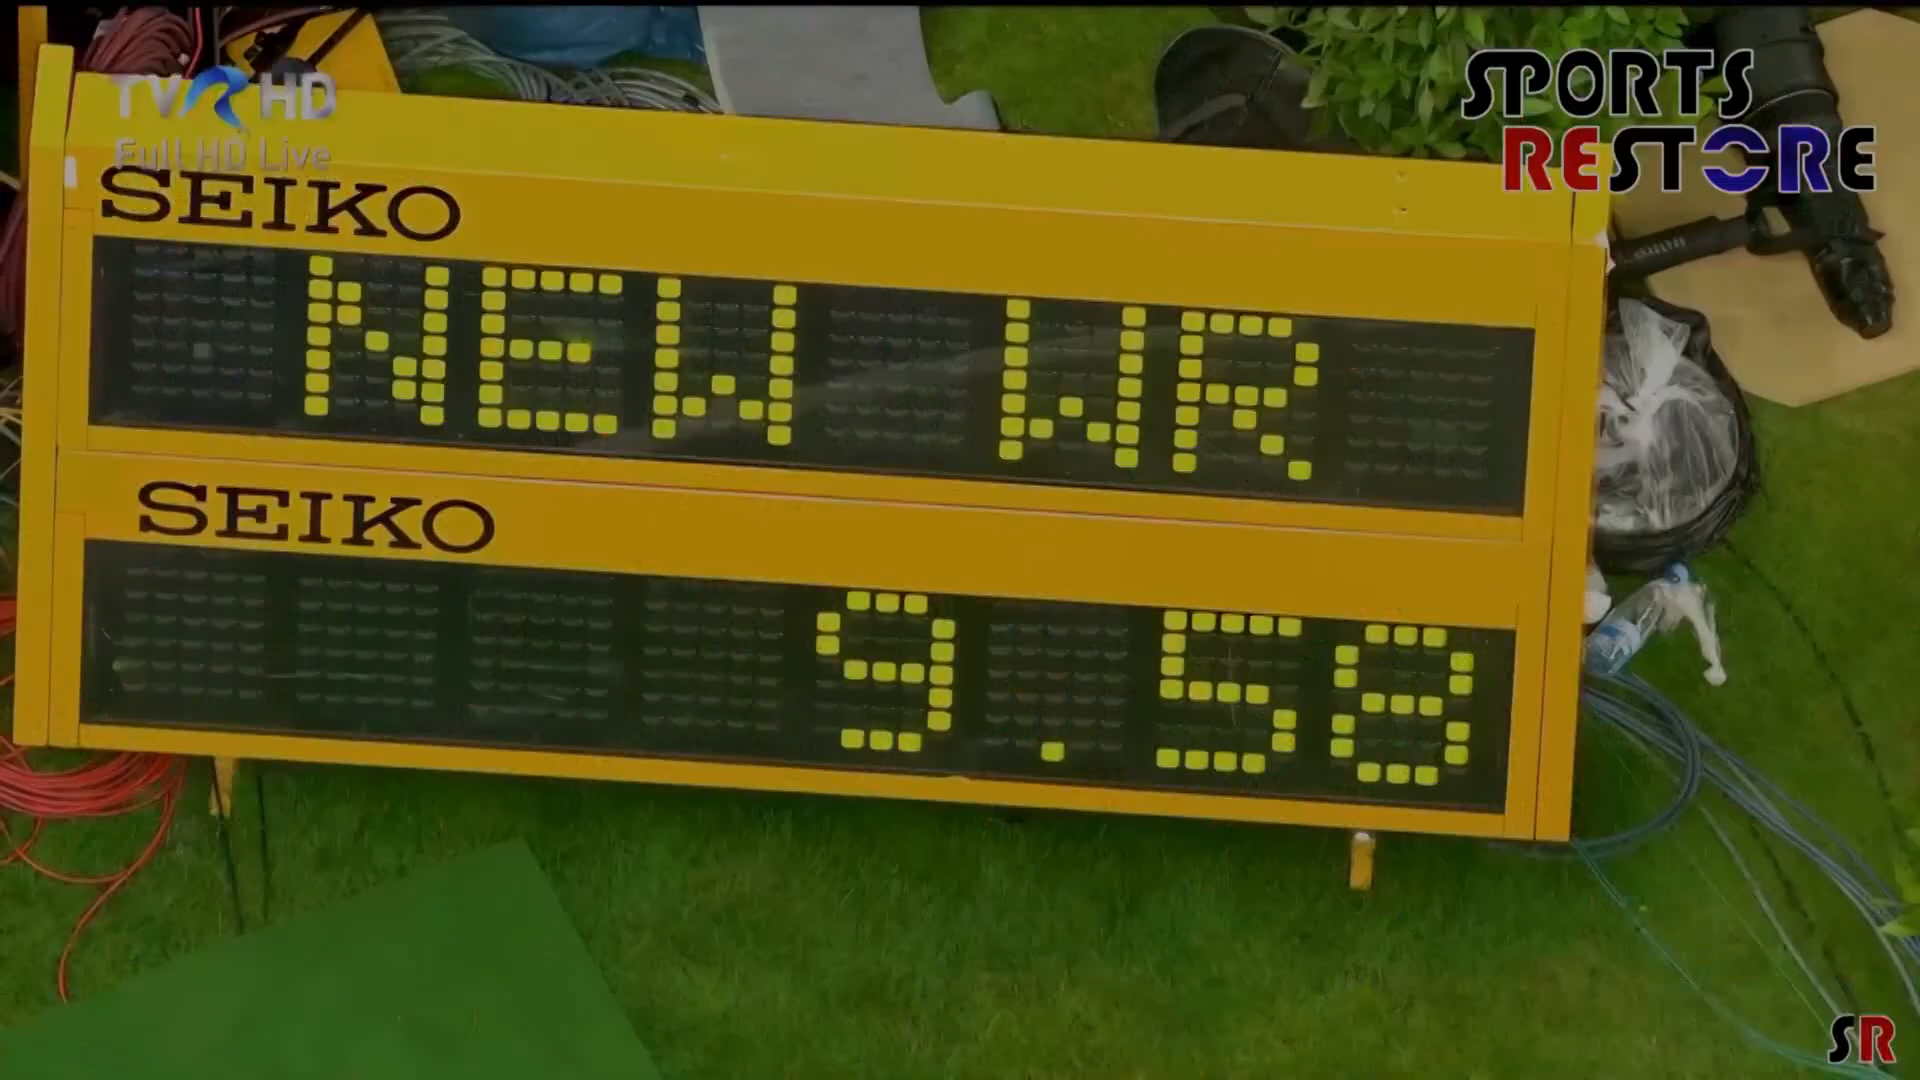 TVR HD
Full HD Live
SPORTS
RESTORE
SEIKO
NEW WR
SEIKO
9.58
SR